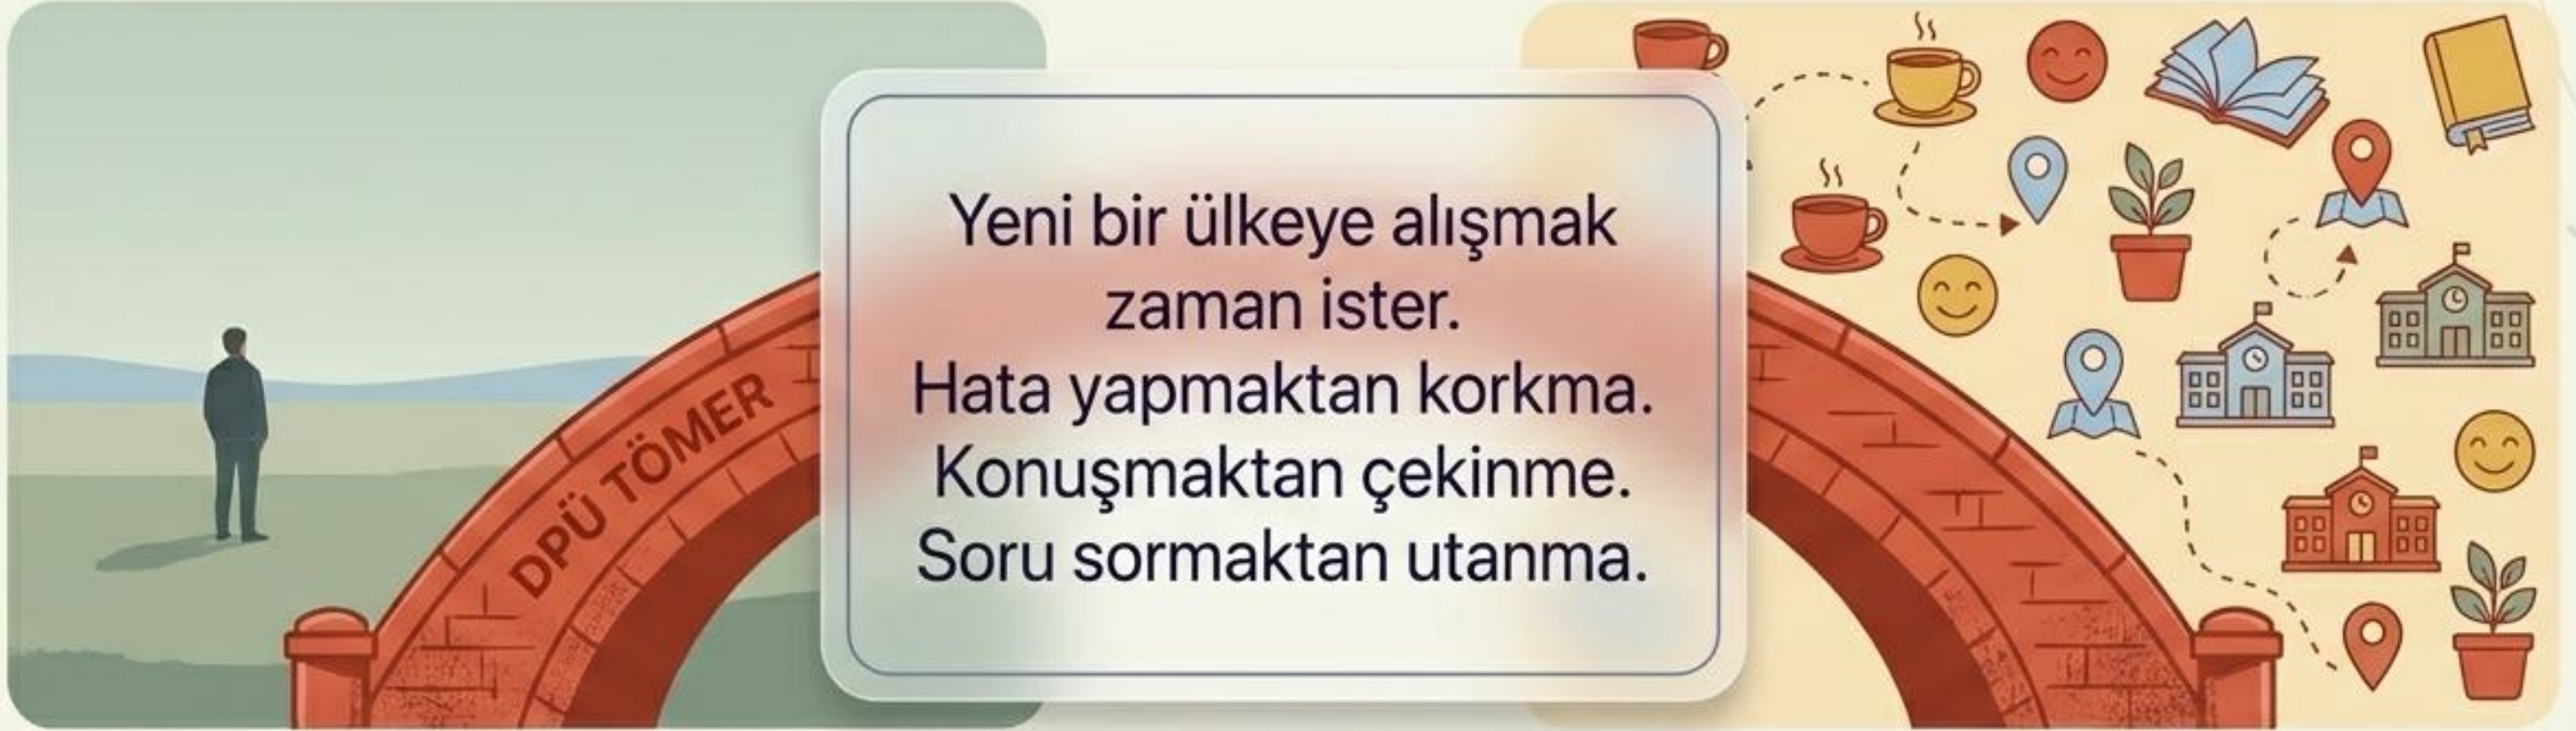 Yeni bir ülkeye alışmak
zaman ister.
Hata yapmaktan korkma.
Konuşmaktan çekinme.
Soru sormaktan utanma.
DPÜ TÖMER